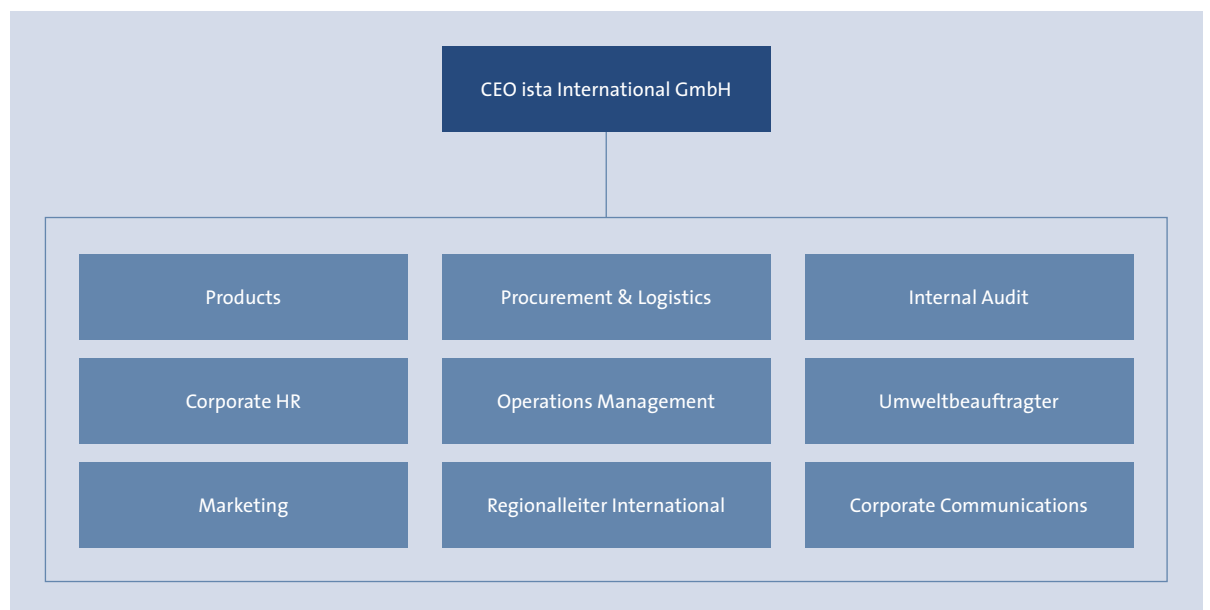 CEO ista International GmbH
Products
Procurement & Logistics
Internal Audit
Corporate HR
Operations Management
Umweltbeauftragter
Marketing
Regionalleiter International
Corporate Communications